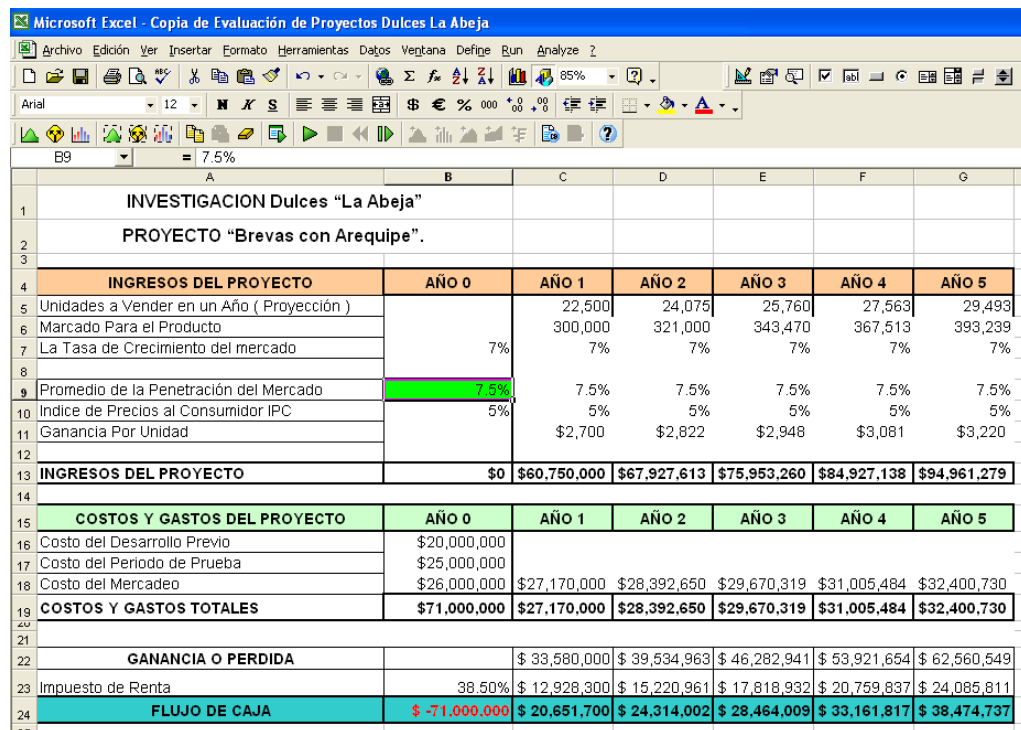 Microsoft Excel - Copia de Evaluación de Proyectos Dulces La Abeja
Archivo Edición Ver Insertar Formato Herramientas Datos Ventana Define Run Analyze ?
85%
Arial 12 N K S $ € % 000
B9 = 7.5%
A B C D E F G
1 INVESTIGACION Dulces “La Abeja”
2 PROYECTO “Brevas con Arequipe”.
3
4 INGRESOS DEL PROYECTO AÑO 0 AÑO 1 AÑO 2 AÑO 3 AÑO 4 AÑO 5
5 Unidades a Vender en un Año ( Proyección ) 22,500 24,075 25,760 27,563 29,493
6 Marcado Para el Producto 300,000 321,000 343,470 367,513 393,239
7 La Tasa de Crecimiento del mercado 7% 7% 7% 7% 7% 7%
8
9 Promedio de la Penetración del Mercado 7.5% 7.5% 7.5% 7.5% 7.5% 7.5%
10 Indice de Precios al Consumidor IPC 5% 5% 5% 5% 5% 5%
11 Ganancia Por Unidad $2,700 $2,822 $2,948 $3,081 $3,220
12
13 INGRESOS DEL PROYECTO $0 $60,750,000 $67,927,613 $75,953,260 $84,927,138 $94,961,279
14
15 COSTOS Y GASTOS DEL PROYECTO AÑO 0 AÑO 1 AÑO 2 AÑO 3 AÑO 4 AÑO 5
16 Costo del Desarrollo Previo $20,000,000
17 Costo del Periodo de Prueba $25,000,000
18 Costo del Mercadeo $26,000,000 $27,170,000 $28,392,650 $29,670,319 $31,005,484 $32,400,730
19 COSTOS Y GASTOS TOTALES $71,000,000 $27,170,000 $28,392,650 $29,670,319 $31,005,484 $32,400,730
20
21
22 GANANCIA O PERDIDA $ 33,580,000 $ 39,534,963 $ 46,282,941 $ 53,921,654 $ 62,560,549
23 Impuesto de Renta 38.50% $ 12,928,300 $ 15,220,961 $ 17,818,932 $ 20,759,837 $ 24,085,811
24 FLUJO DE CAJA $ -71,000,000 $ 20,651,700 $ 24,314,002 $ 28,464,009 $ 33,161,817 $ 38,474,737